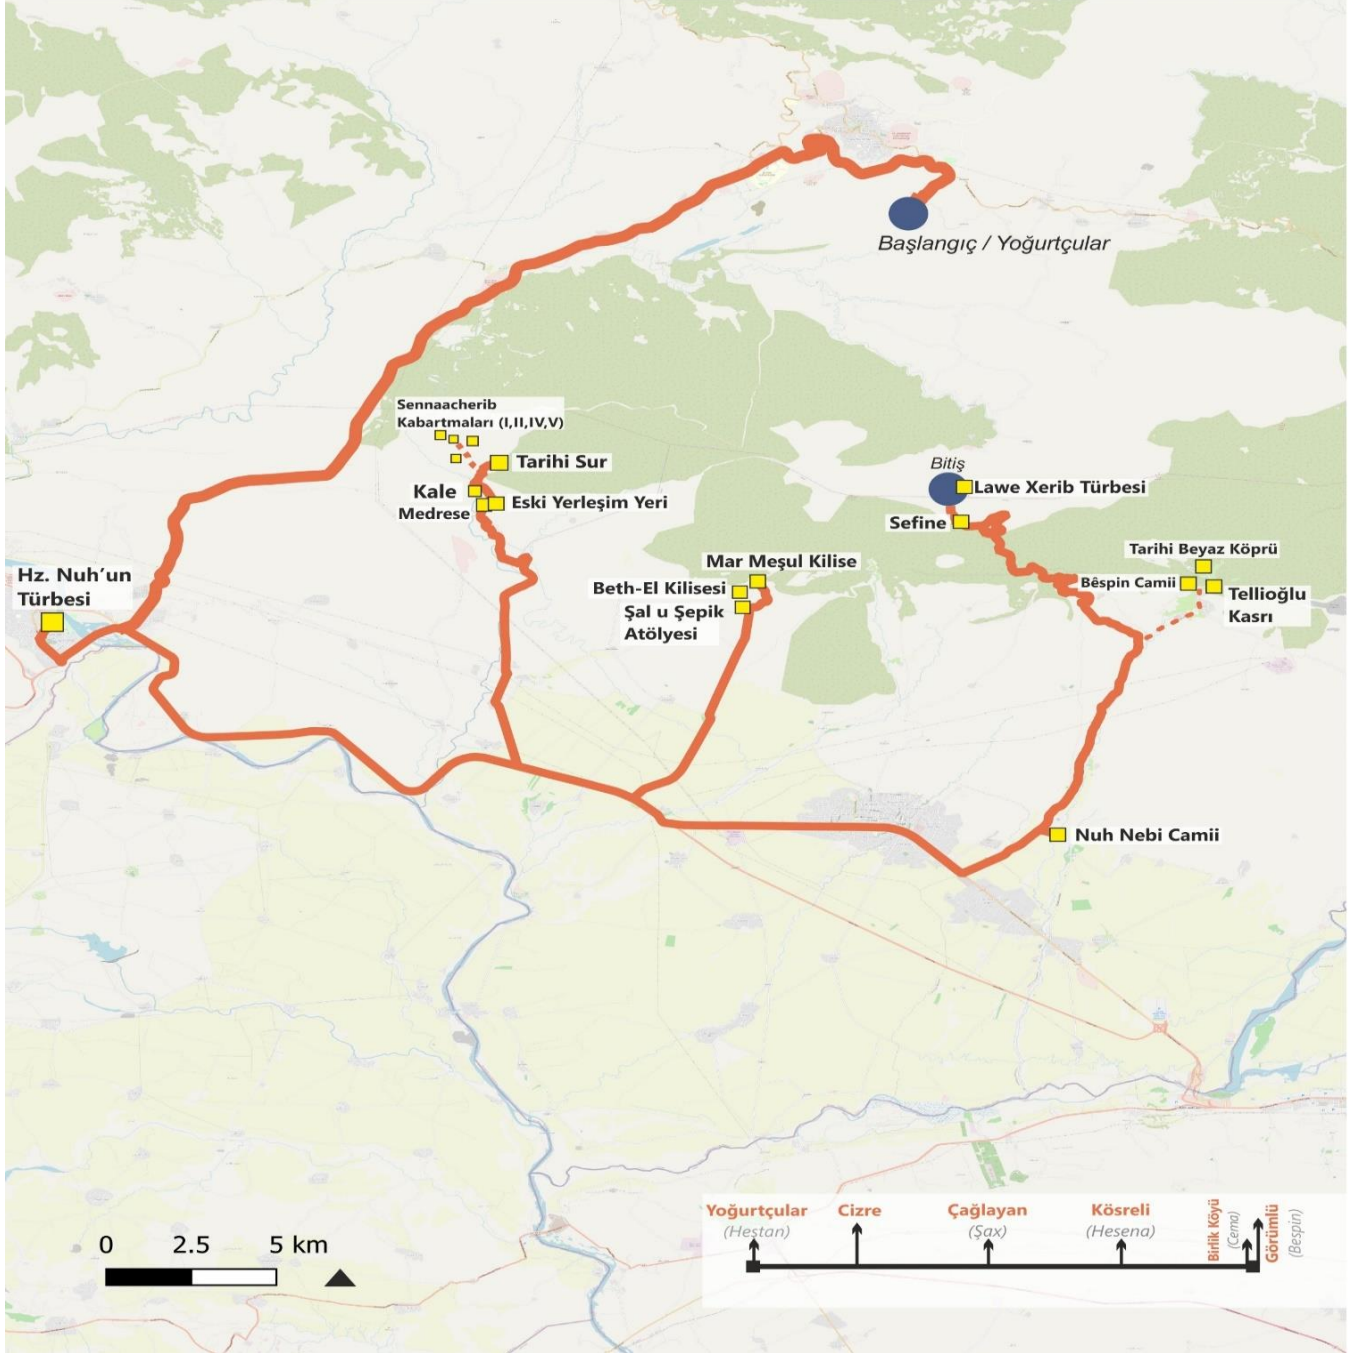 Başlangıç / Yoğurtçular
Sennaacherib
Kabartmaları (I,II,IV,V)
Tarihi Sur
Kale
Medrese
Eski Yerleşim Yeri
Bitiş
Lawe Xerib Türbesi
Sefine
Tarihi Beyaz Köprü
Bêspin Camii
Tellioğlu
Kasrı
Mar Meşul Kilise
Beth-El Kilisesi
Şal u Şepik
Atölyesi
Hz. Nuh'un
Türbesi
Nuh Nebi Camii
Yoğurtçular
(Heştan)
Cizre
Çağlayan
(Şax)
Kösreli
(Hesena)
Birlik Köyü
(Cema)
Görümlü
(Bespin)
0 2.5 5 km